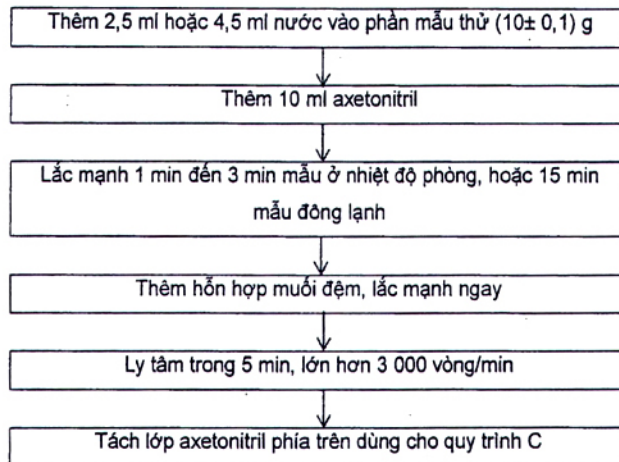 Thêm 2,5 ml hoặc 4,5 ml nước vào phần mẫu thử (10± 0,1) g
Thêm 10 ml axetonitril
Lắc mạnh 1 min đến 3 min mẫu ở nhiệt độ phòng, hoặc 15 min
mẫu đông lạnh
Thêm hỗn hợp muối đệm, lắc mạnh ngay
Ly tâm trong 5 min, lớn hơn 3 000 vòng/min
Tách lớp axetonitril phía trên dùng cho quy trình C